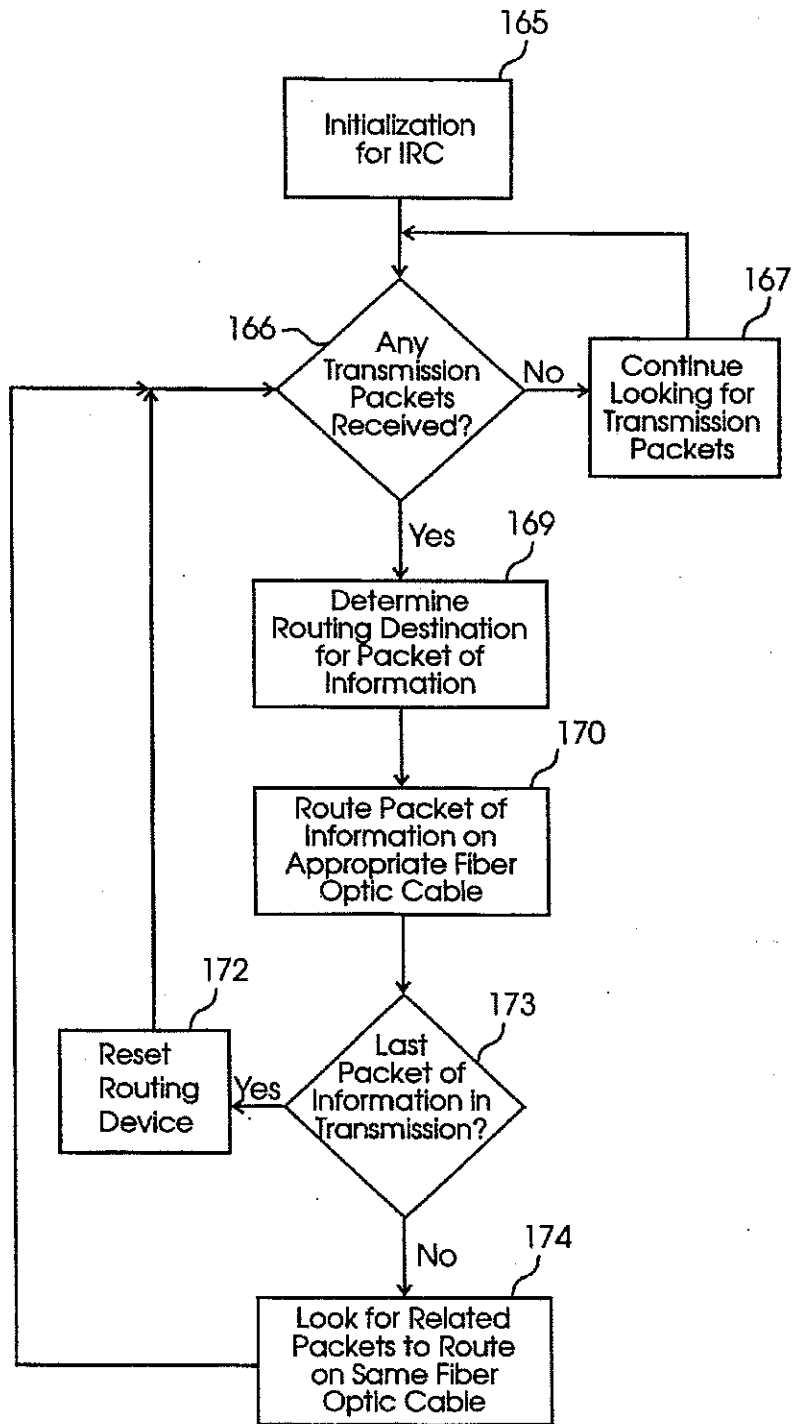 165
Initialization
for IRC
166
Any
Transmission
Packets
Received?
No
167
Continue
Looking for
Transmission
Packets
Yes
169
Determine
Routing Destination
for Packet of
Information
170
Route Packet of
Information on
Appropriate Fiber
Optic Cable
172
Reset
Routing
Device
Yes
173
Last
Packet of
Information in
Transmission?
No
174
Look for Related
Packets to Route
on Same Fiber
Optic Cable